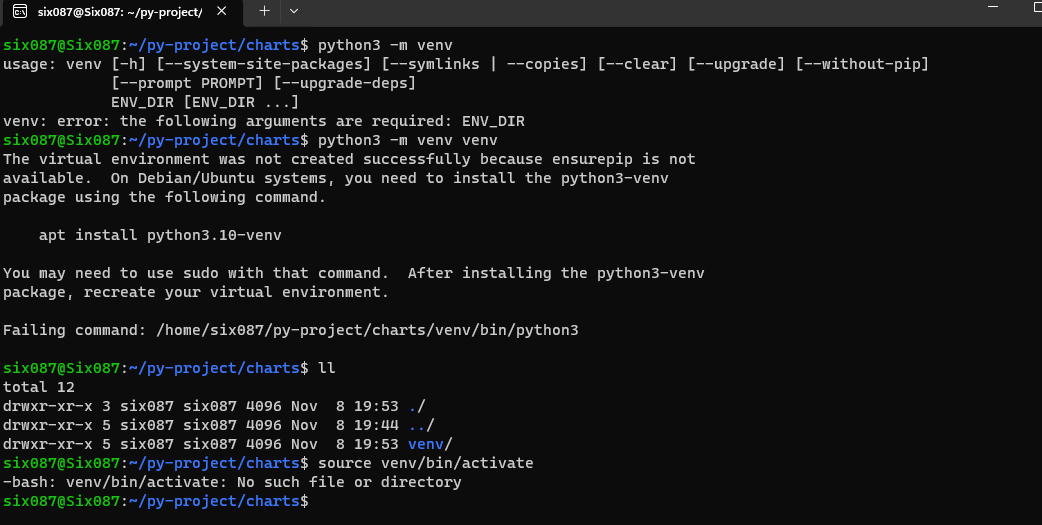 six087@Six087: ~/py-project/
six087@Six087:~/py-project/charts$ python3 -m venv
usage: venv [-h] [--system-site-packages] [--symlinks | --copies] [--clear] [--upgrade] [--without-pip]
            [--prompt PROMPT] [--upgrade-deps]
            ENV_DIR [ENV_DIR ...]
venv: error: the following arguments are required: ENV_DIR
six087@Six087:~/py-project/charts$ python3 -m venv venv
The virtual environment was not created successfully because ensurepip is not
available.  On Debian/Ubuntu systems, you need to install the python3-venv
package using the following command.

    apt install python3.10-venv

You may need to use sudo with that command.  After installing the python3-venv
package, recreate your virtual environment.

Failing command: /home/six087/py-project/charts/venv/bin/python3

six087@Six087:~/py-project/charts$ ll
total 12
drwxr-xr-x 3 six087 six087 4096 Nov  8 19:53 ./
drwxr-xr-x 5 six087 six087 4096 Nov  8 19:44 ../
drwxr-xr-x 5 six087 six087 4096 Nov  8 19:53 venv/
six087@Six087:~/py-project/charts$ source venv/bin/activate
-bash: venv/bin/activate: No such file or directory
six087@Six087:~/py-project/charts$